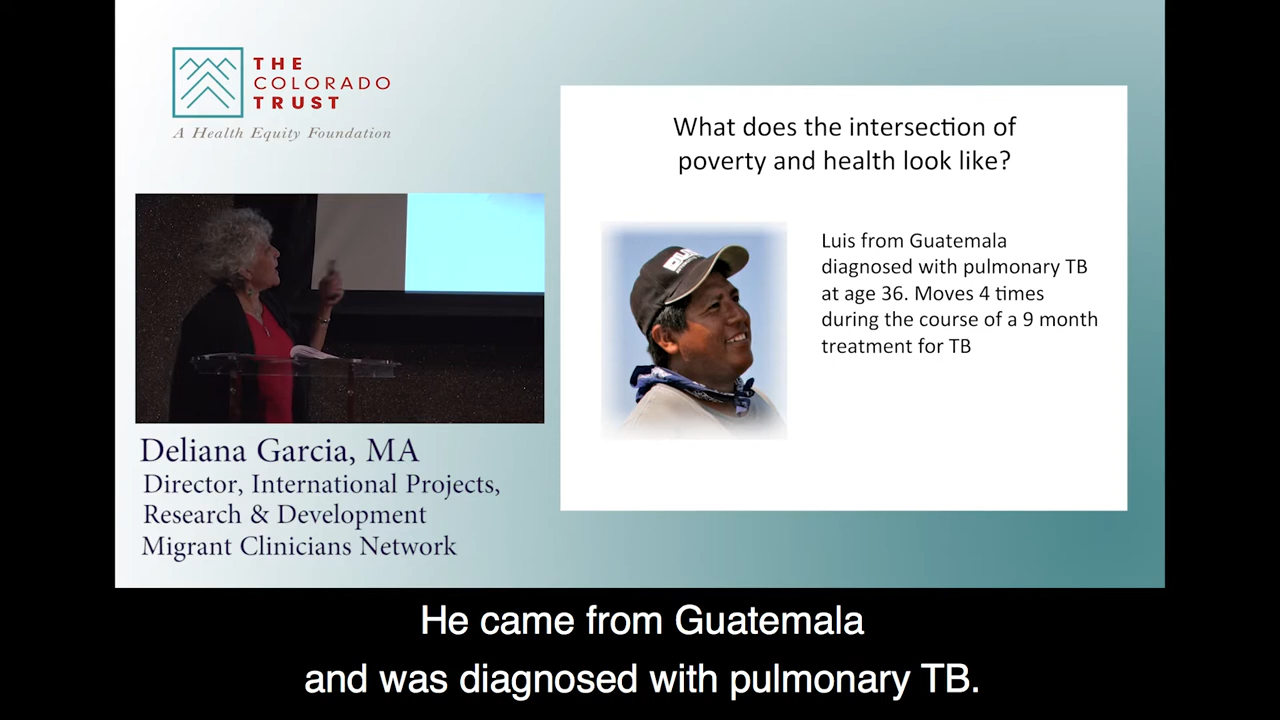 THE
COLORADO
TRUST
A Health Equity Foundation
What does the intersection of
poverty and health look like?
Luis from Guatemala
diagnosed with pulmonary TB
at age 36. Moves 4 times
during the course of a 9 month
treatment for TB
Deliana Garcia, MA
Director, International Projects,
Research & Development
Migrant Clinicians Network
He came from Guatemala
and was diagnosed with pulmonary TB.